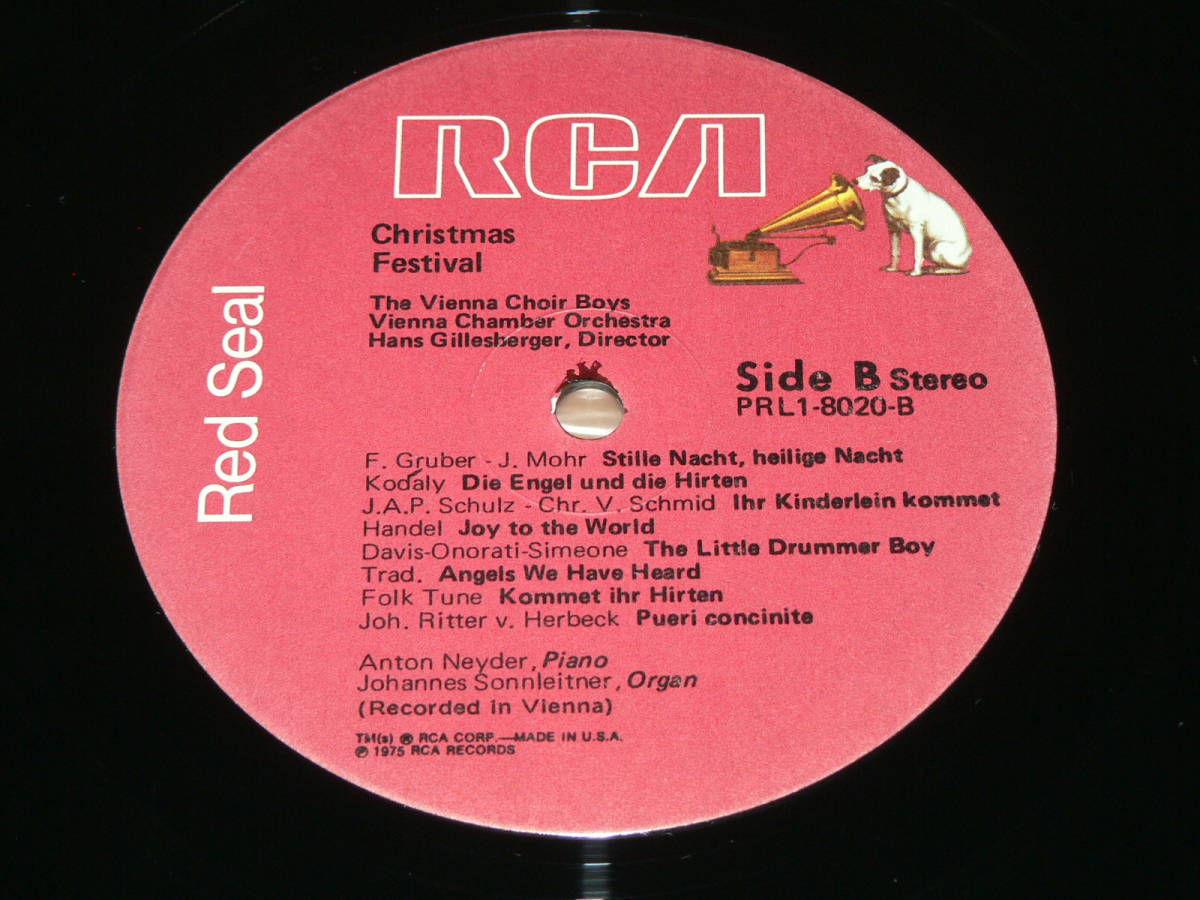 RCA
Christmas
Festival
The Vienna Choir Boys
Vienna Chamber Orchestra
Hans Gillesberger, Director
Red Seal
Side B Stereo
PRL1-8020-B
F. Gruber - J. Mohr Stille Nacht, heilige Nacht
Kodály Die Engel und die Hirten
J.A.P. Schulz - Chr. V. Schmid Ihr Kinderlein kommet
Handel Joy to the World
Davis-Onorati-Simeone The Little Drummer Boy
Trad. Angels We Have Heard
Folk Tune Kommet ihr Hirten
Joh. Ritter v. Herbeck Pueri concinite
Anton Neyder, Piano
Johannes Sonnleitner, Organ
(Recorded in Vienna)
TM(s) ® RCA CORP.—MADE IN U.S.A.
℗ 1975 RCA RECORDS